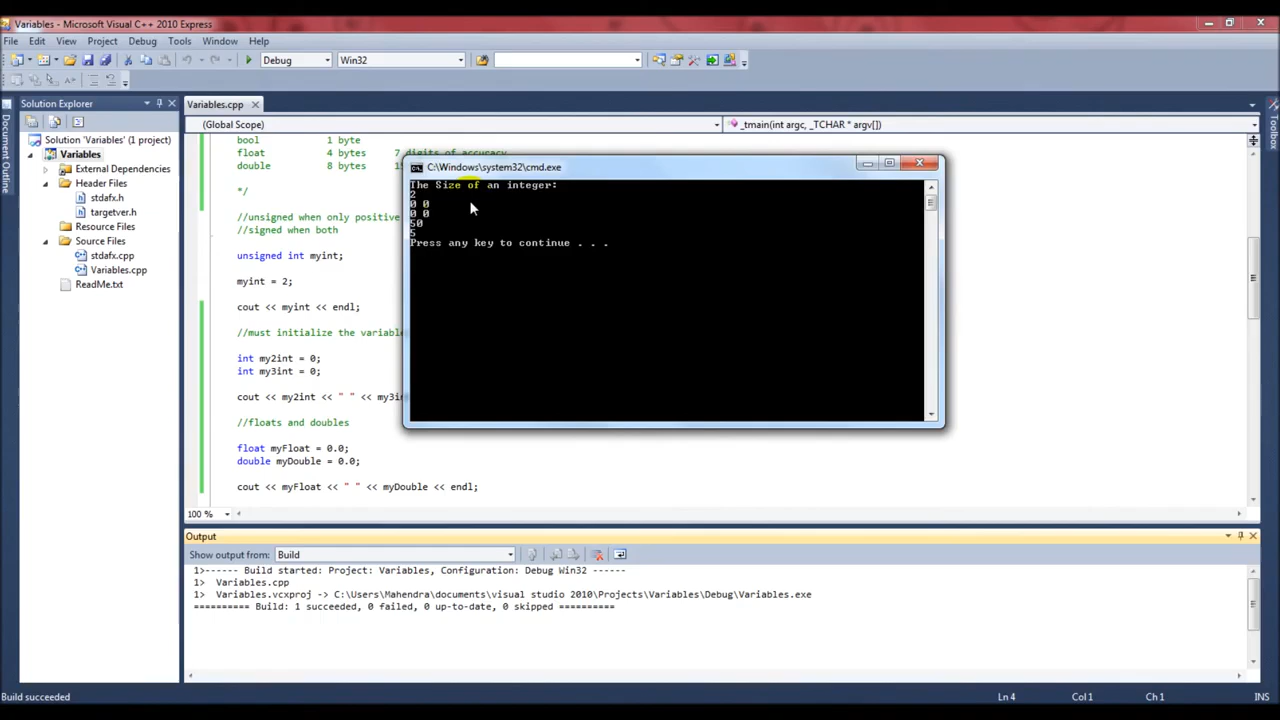 Variables - Microsoft Visual C++ 2010 Express
File Edit View Project Debug Tools Window Help
Debug Win32
Solution Explorer
Solution 'Variables' (1 project)
Variables
External Dependencies
Header Files
stdafx.h
targetver.h
Resource Files
Source Files
stdafx.cpp
Variables.cpp
ReadMe.txt
Document Outline
Toolbox
Variables.cpp
(Global Scope) _tmain(int argc, _TCHAR * argv[])
bool 1 byte
float 4 bytes 7 digits of accuracy
double 8 bytes
*/
//unsigned when only positive
//signed when both
unsigned int myint;
myint = 2;
cout << myint << endl;
//must initialize the variable
int my2int = 0;
int my3int = 0;
cout << my2int << " " << my3in
//floats and doubles
float myFloat = 0.0;
double myDouble = 0.0;
cout << myFloat << " " << myDouble << endl;
100 %
C:\Windows\system32\cmd.exe
The Size of an integer:
2
0 0
0 0
50
5
Press any key to continue . . .
Output
Show output from: Build
1>------ Build started: Project: Variables, Configuration: Debug Win32 ------
1> Variables.cpp
1> Variables.vcxproj -> C:\Users\Mahendra\documents\visual studio 2010\Projects\Variables\Debug\Variables.exe
========== Build: 1 succeeded, 0 failed, 0 up-to-date, 0 skipped ==========
Build succeeded Ln 4 Col 1 Ch 1 INS